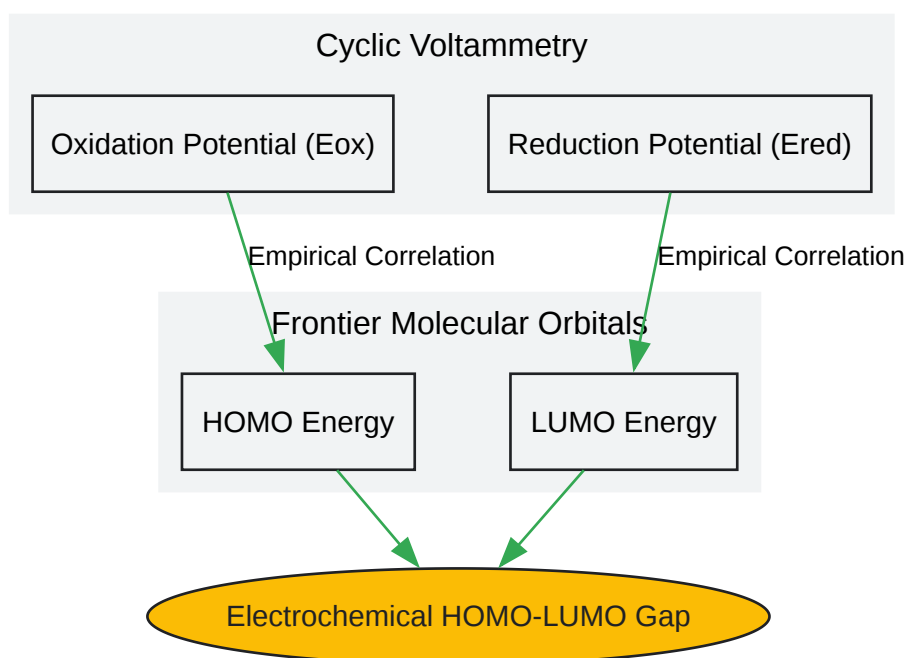 Cyclic Voltammetry
Oxidation Potential (Eox)
Reduction Potential (Ered)
Empirical Correlation
Empirical Correlation
Frontier Molecular Orbitals
HOMO Energy
LUMO Energy
Electrochemical HOMO-LUMO Gap